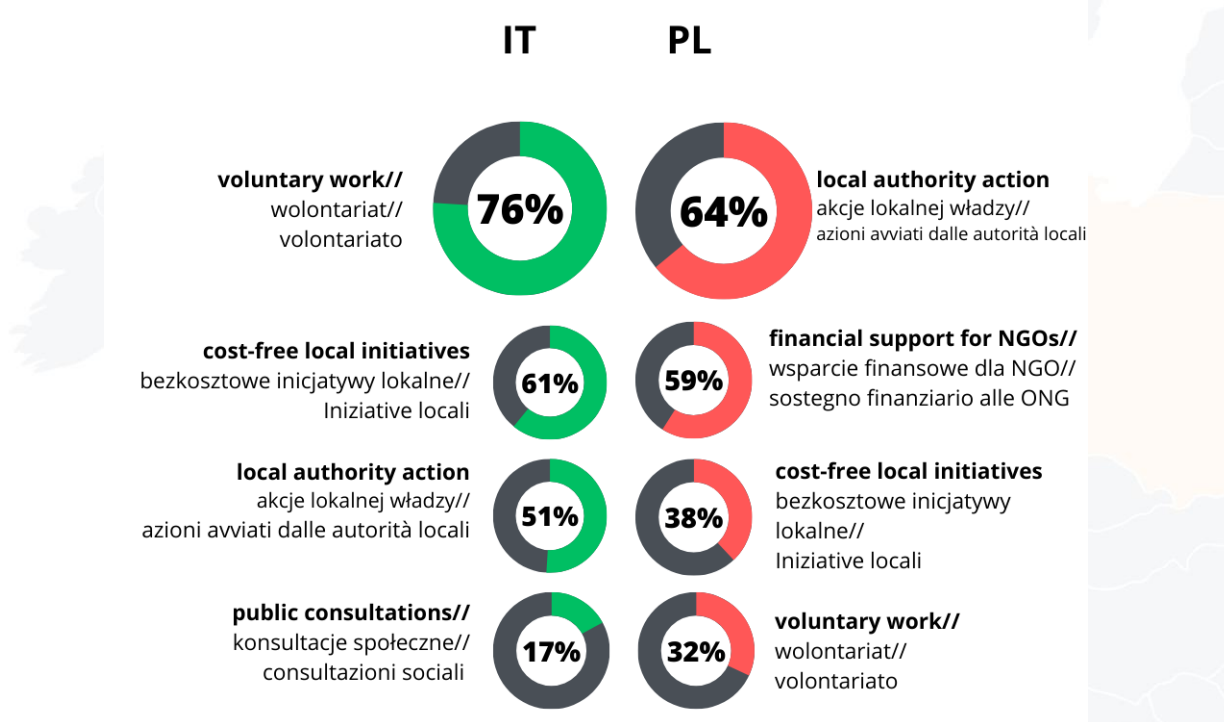 IT
PL
voluntary work//
wolontariat//
volontariato
76%
64%
local authority action
akcje lokalnej władzy//
azioni avviati dalle autorità locali
cost-free local initiatives
bezkosztowe inicjatywy lokalne//
Iniziative locali
61%
59%
financial support for NGOs//
wsparcie finansowe dla NGO//
sostegno finanziario alle ONG
local authority action
akcje lokalnej władzy//
azioni avviati dalle autorità locali
51%
38%
cost-free local initiatives
bezkosztowe inicjatywy
lokalne//
Iniziative locali
public consultations//
konsultacje społeczne//
consultazioni sociali
17%
32%
voluntary work//
wolontariat//
volontariato